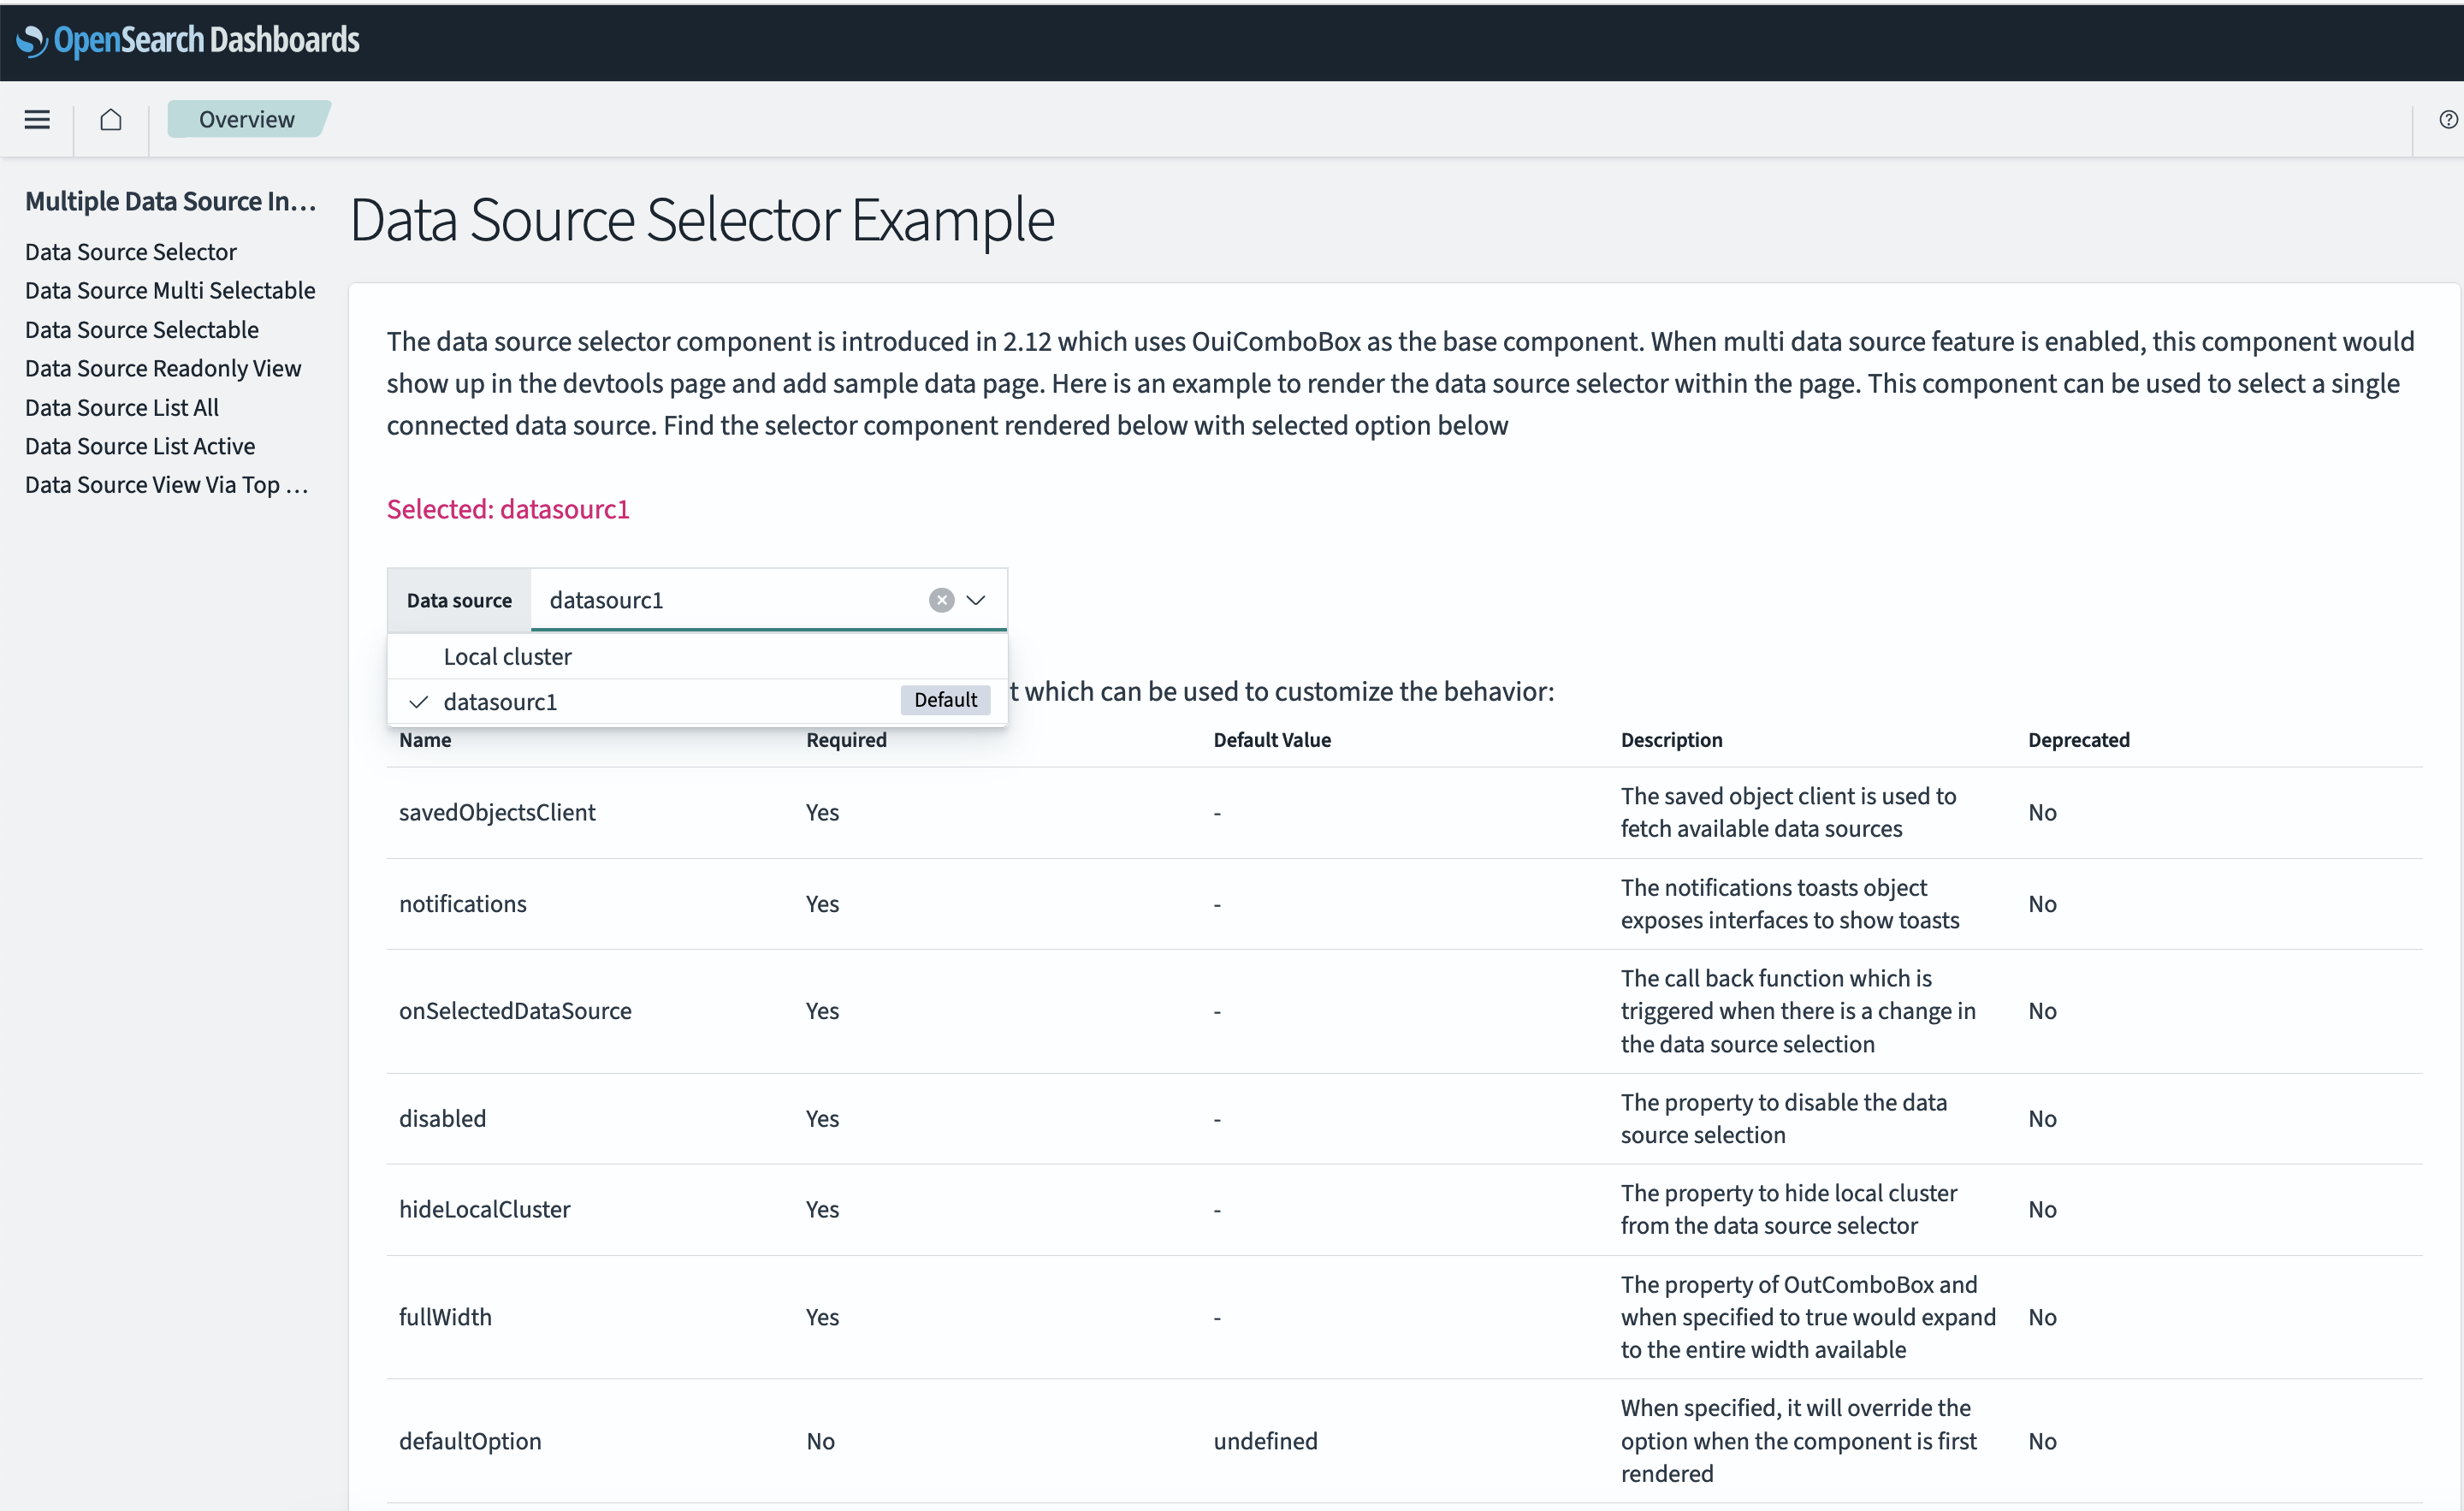 OpenSearch Dashboards
Overview
Multiple Data Source In...
Data Source Selector
Data Source Multi Selectable
Data Source Selectable
Data Source Readonly View
Data Source List All
Data Source List Active
Data Source View Via Top ...
Data Source Selector Example
The data source selector component is introduced in 2.12 which uses OuiComboBox as the base component. When multi data source feature is enabled, this component would
show up in the devtools page and add sample data page. Here is an example to render the data source selector within the page. This component can be used to select a single
connected data source. Find the selector component rendered below with selected option below
Selected: datasourc1
Data source datasourc1
Local cluster
datasourc1 Default
t which can be used to customize the behavior:
Name Required Default Value Description Deprecated
savedObjectsClient Yes - The saved object client is used to
fetch available data sources No
notifications Yes - The notifications toasts object
exposes interfaces to show toasts No
onSelectedDataSource Yes - The call back function which is
triggered when there is a change in
the data source selection No
disabled Yes - The property to disable the data
source selection No
hideLocalCluster Yes - The property to hide local cluster
from the data source selector No
fullWidth Yes - The property of OutComboBox and
when specified to true would expand
to the entire width available No
defaultOption No undefined When specified, it will override the
option when the component is first
rendered No